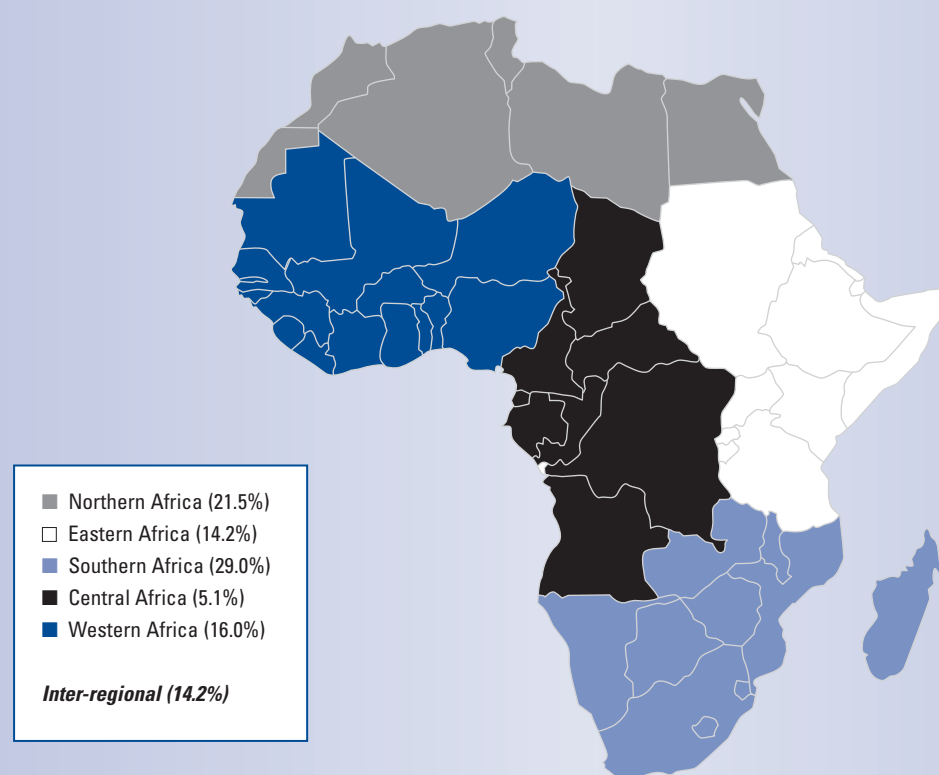 Northern Africa (21.5%)
Eastern Africa (14.2%)
Southern Africa (29.0%)
Central Africa (5.1%)
Western Africa (16.0%)
Inter-regional (14.2%)